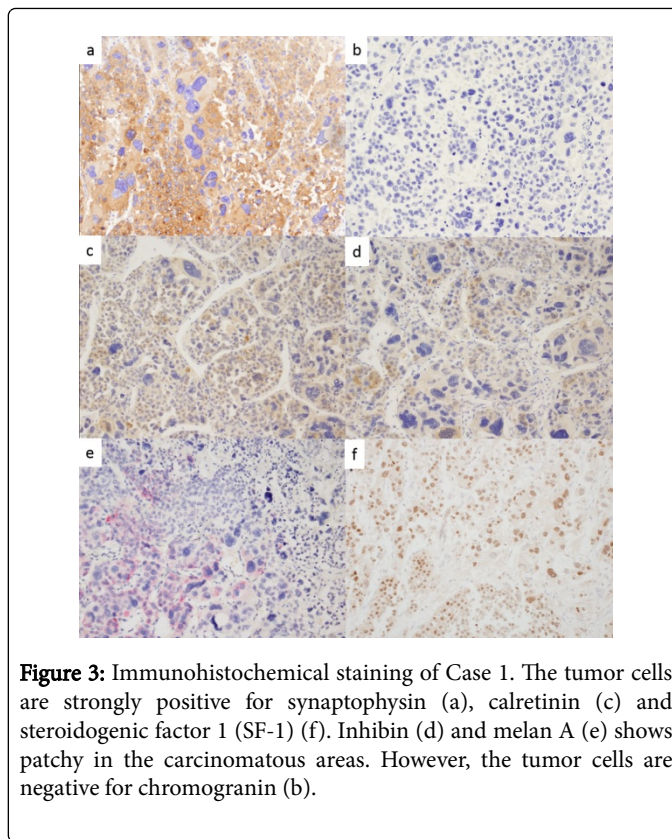 a
b
c
d
e
f
Figure 3: Immunohistochemical staining of Case 1. The tumor cells
are strongly positive for synaptophysin (a), calretinin (c) and
steroidogenic factor 1 (SF-1) (f). Inhibin (d) and melan A (e) shows
patchy in the carcinomatous areas. However, the tumor cells are
negative for chromogranin (b).